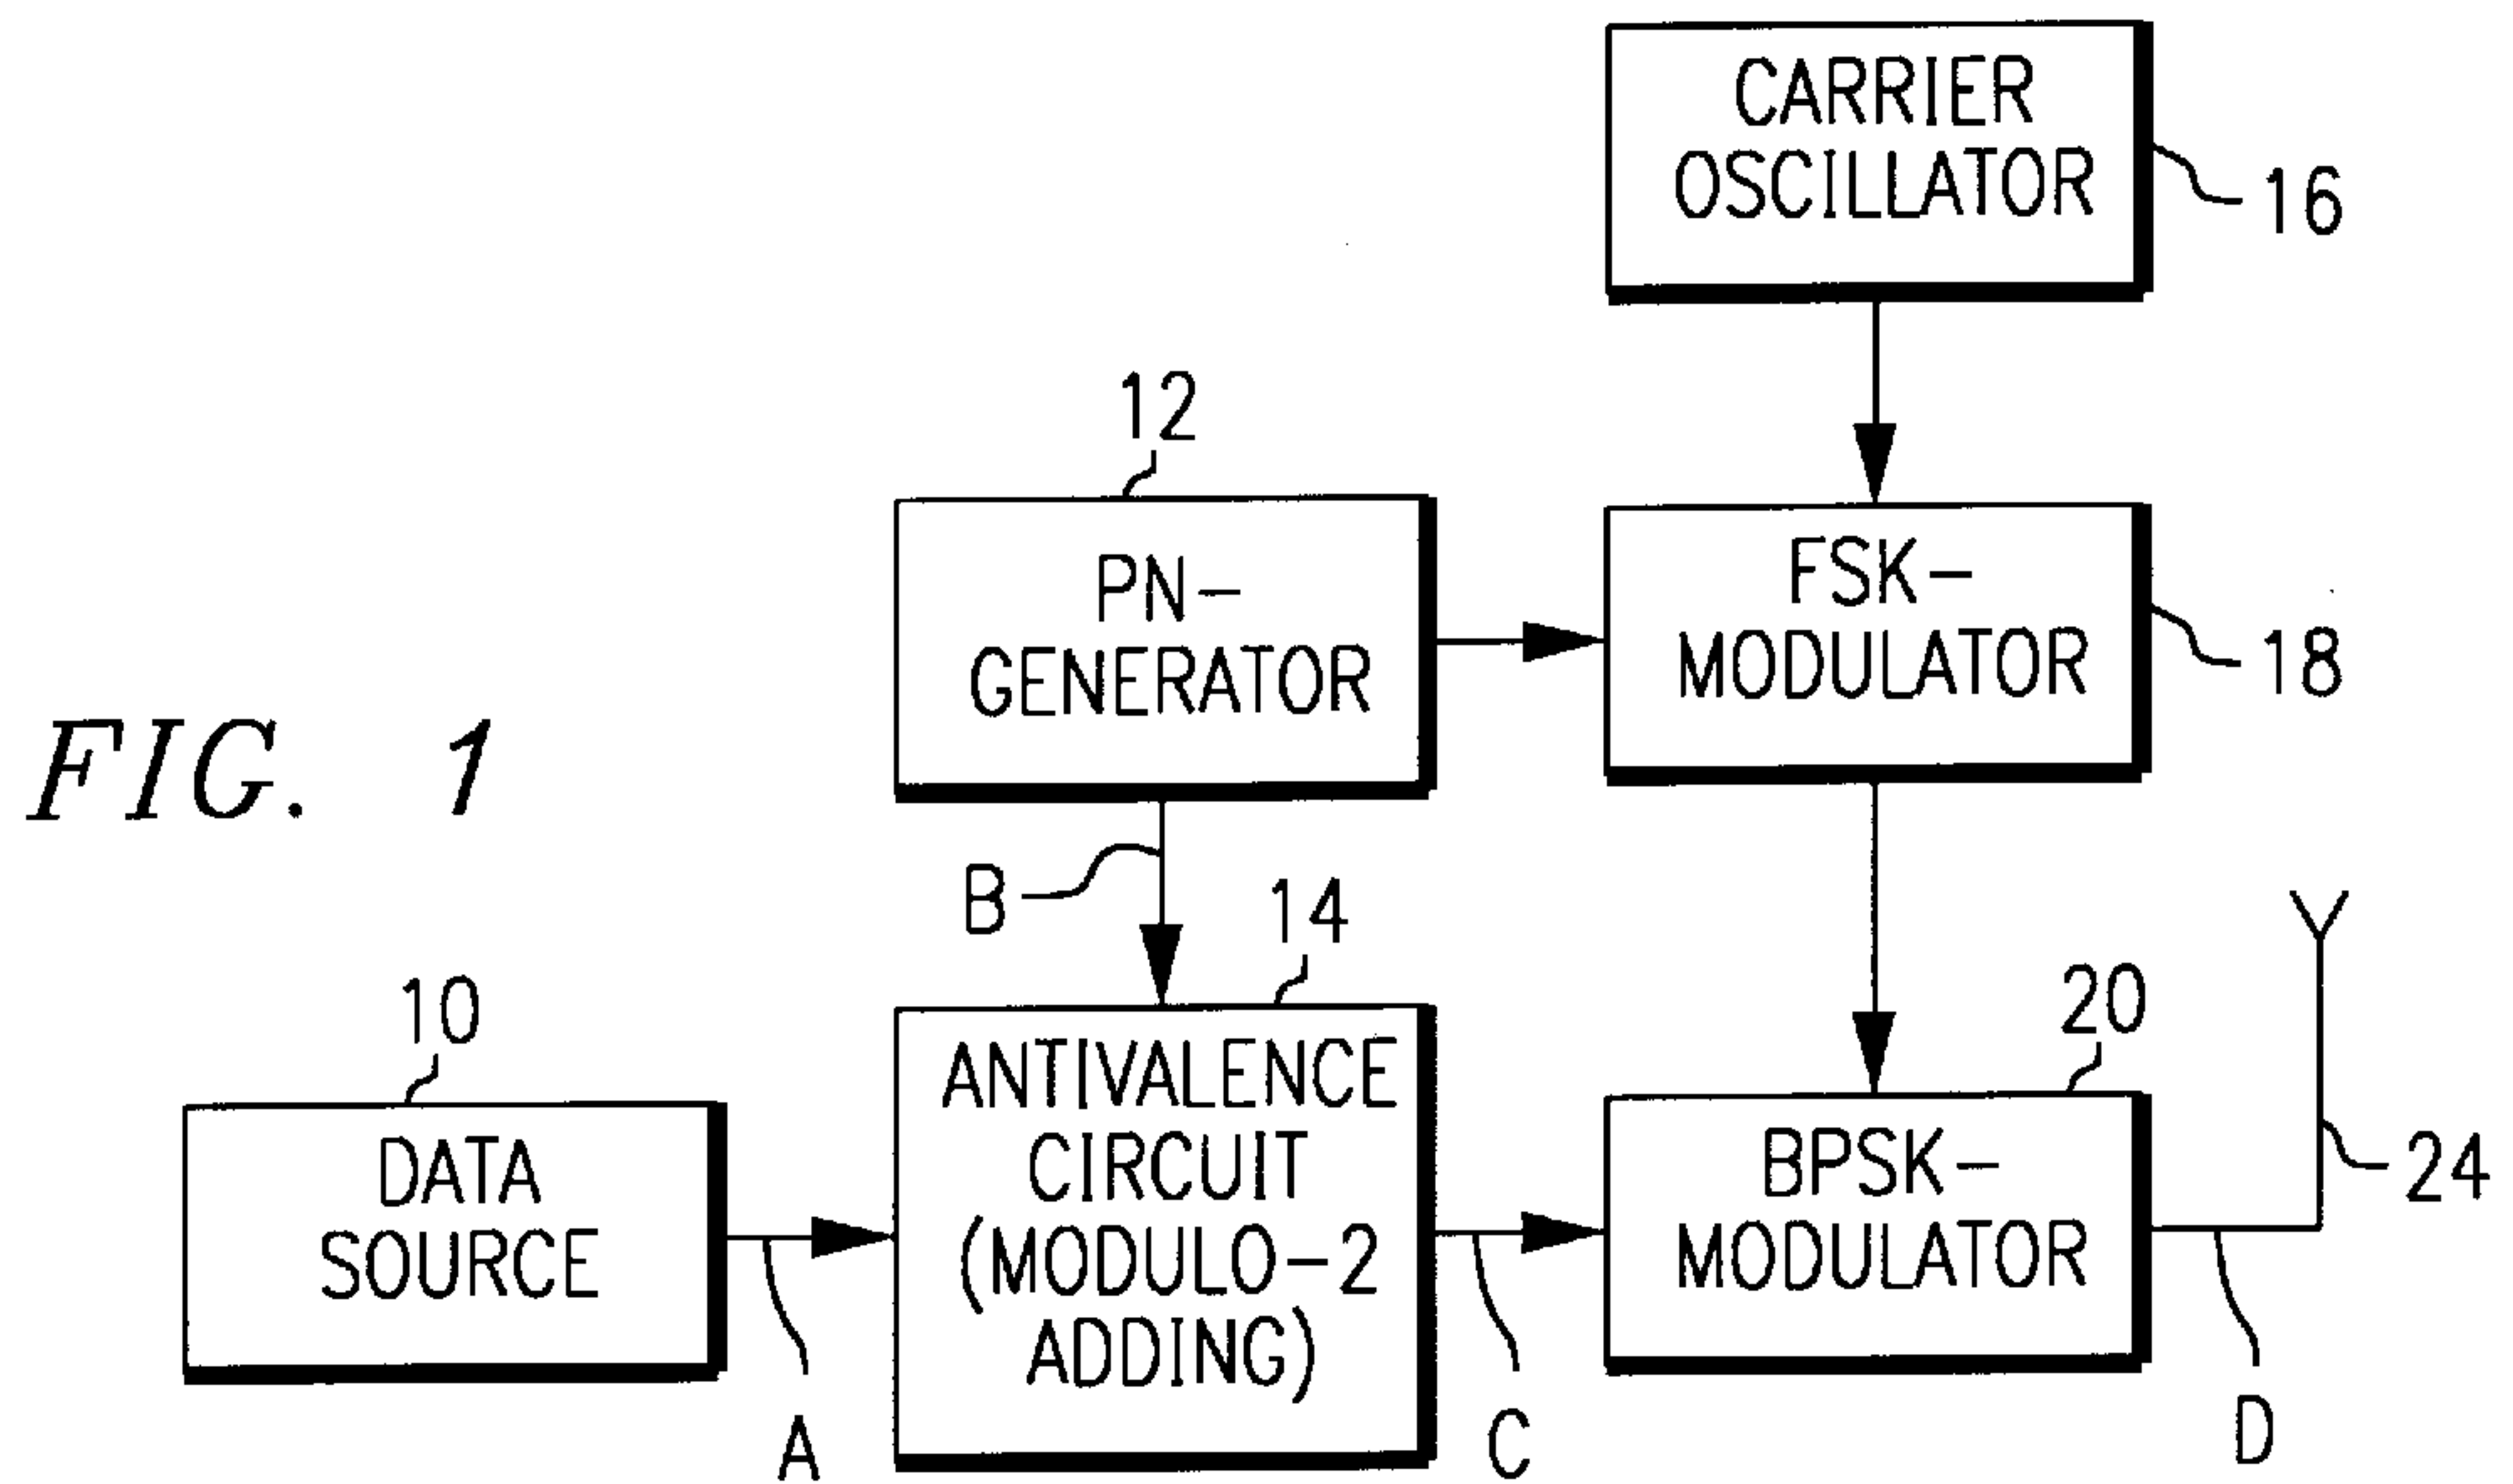 CARRIER
OSCILLATOR
16
12
PN-
GENERATOR
FSK-
MODULATOR
18
FIG. 1
B
14
10
DATA
SOURCE
ANTIVALENCE
CIRCUIT
(MODULO-2
ADDING)
20
BPSK-
MODULATOR
24
A
C
D